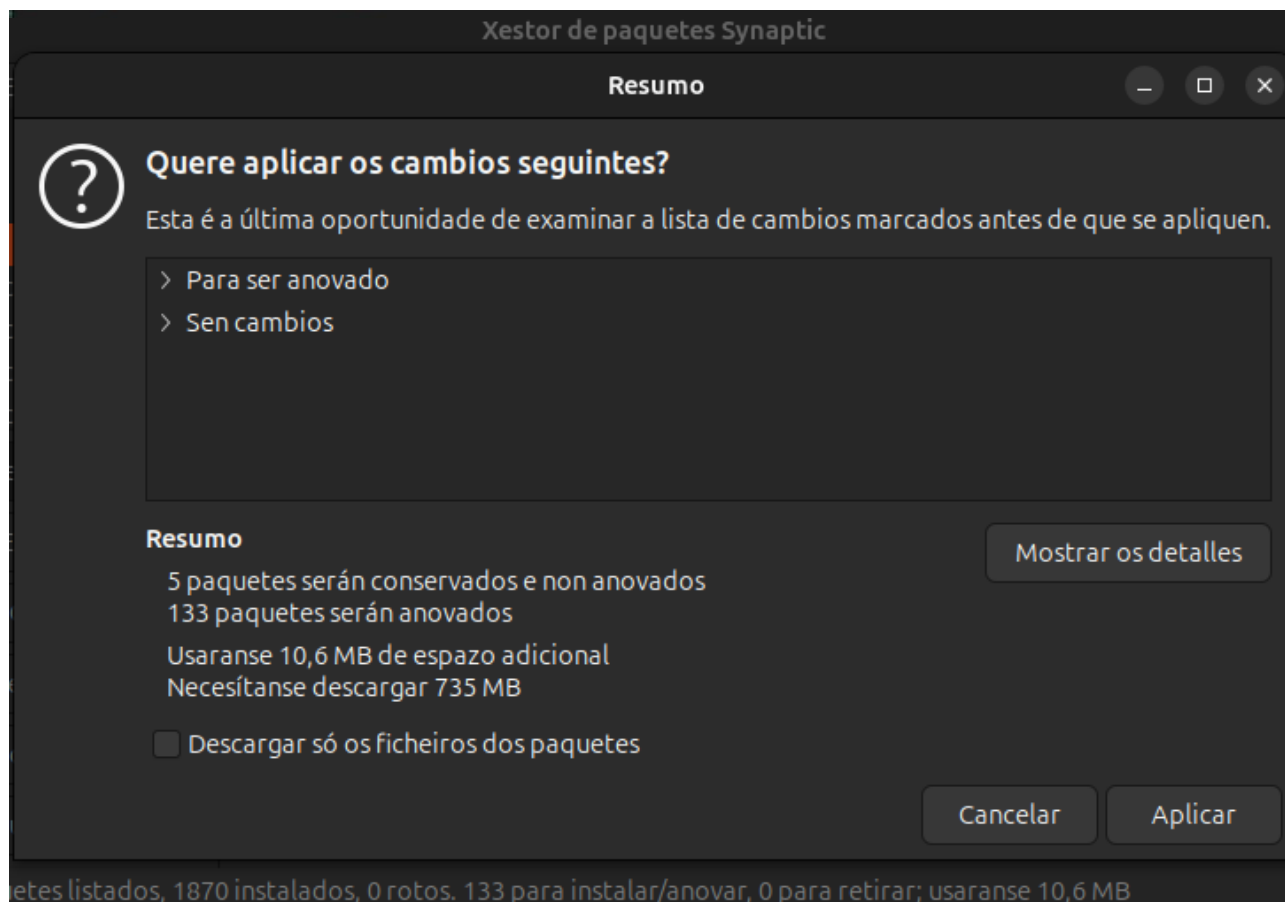 Xestor de paquetes Synaptic
Resumo
Quere aplicar os cambios seguintes?
Esta é a última oportunidade de examinar a lista de cambios marcados antes de que se apliquen.
Para ser anovado
Sen cambios
Resumo
Mostrar os detalles
5 paquetes serán conservados e non anovados
133 paquetes serán anovados
Usaranse 10,6 MB de espazo adicional
Necesítanse descargar 735 MB
Descargar só os ficheiros dos paquetes
Cancelar Aplicar
listados, 1870 instalados, 0 rotos. 133 para instalar/anovar, 0 para retirar; usaranse 10,6 MB